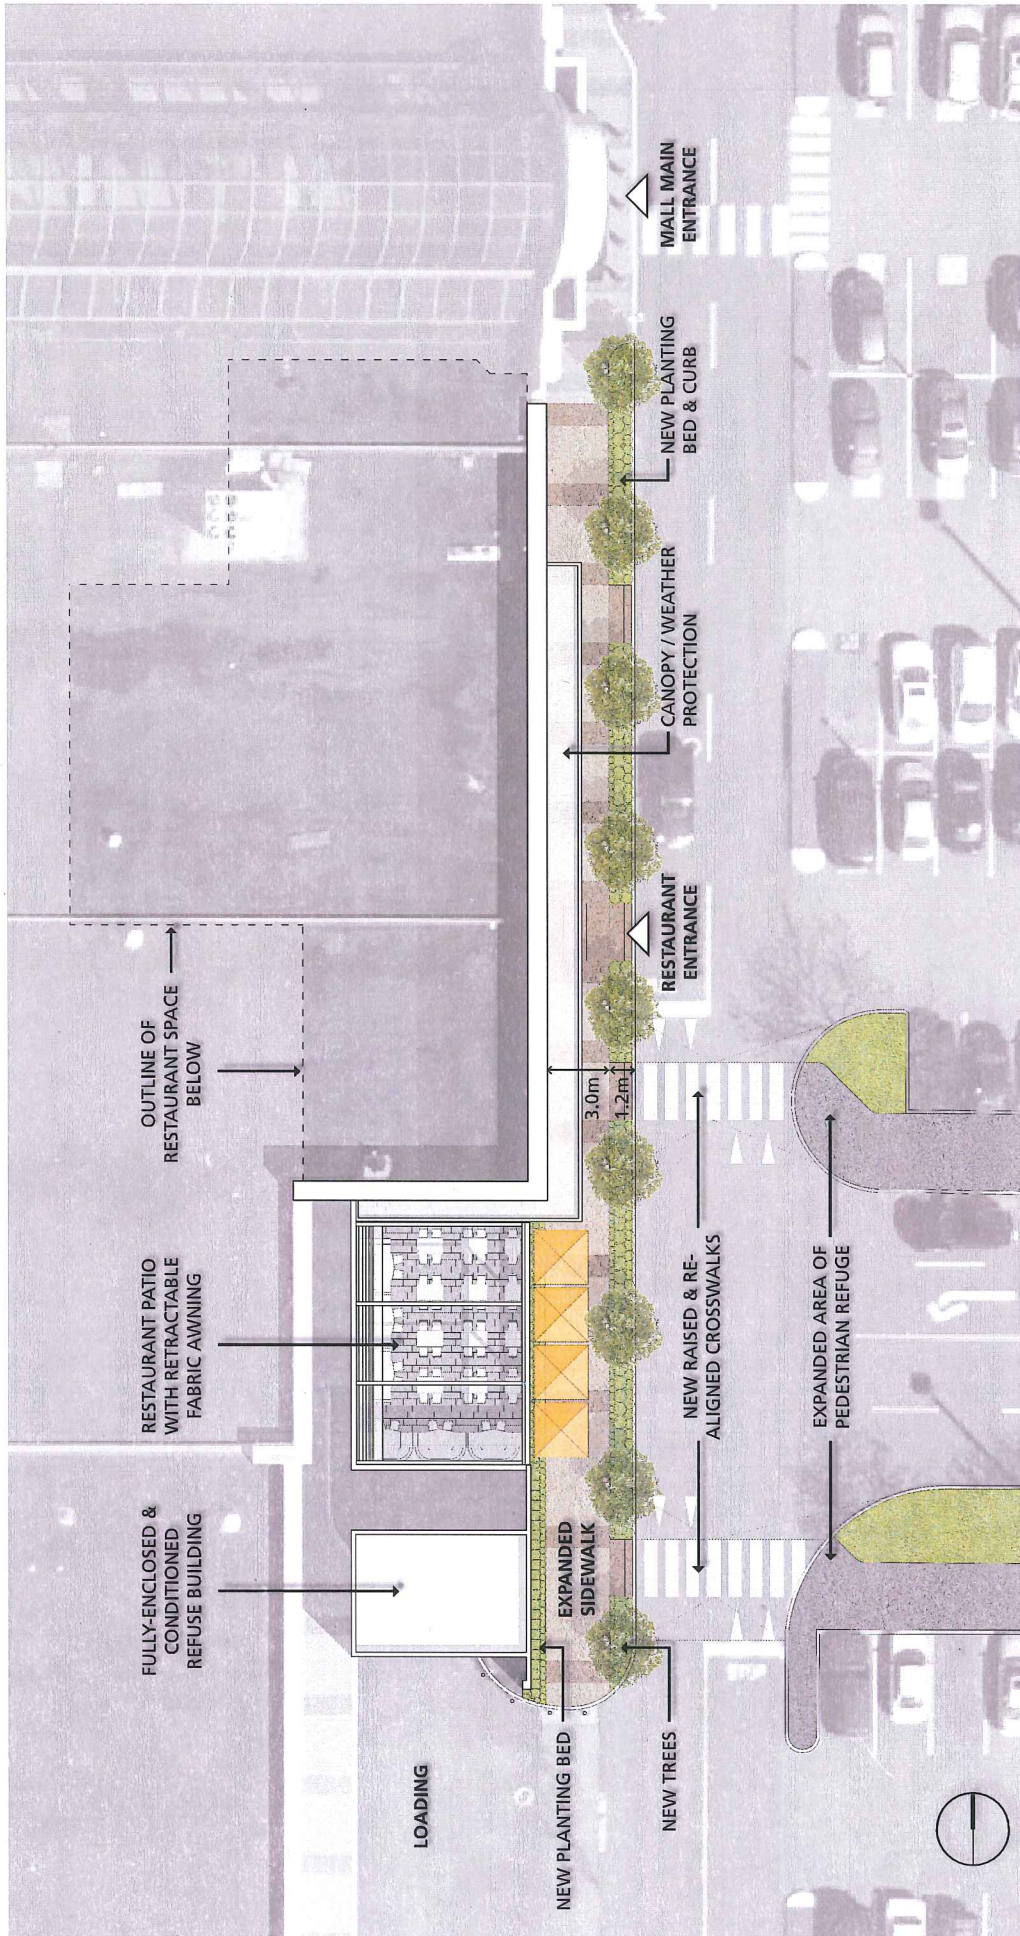 FULLY-ENCLOSED &
CONDITIONED
REFUSE BUILDING
RESTAURANT PATIO
WITH RETRACTABLE
FABRIC AWNING
OUTLINE OF
RESTAURANT SPACE
BELOW
LOADING
EXPANDED
SIDEWALK
3.0m
1.2m
NEW PLANTING BED
NEW TREES
NEW RAISED & RE-
ALIGNED CROSSWALKS
EXPANDED AREA OF
PEDESTRIAN REFUGE
RESTAURANT
ENTRANCE
CANOPY / WEATHER
PROTECTION
NEW PLANTING
BED & CURB
MALL MAIN
ENTRANCE